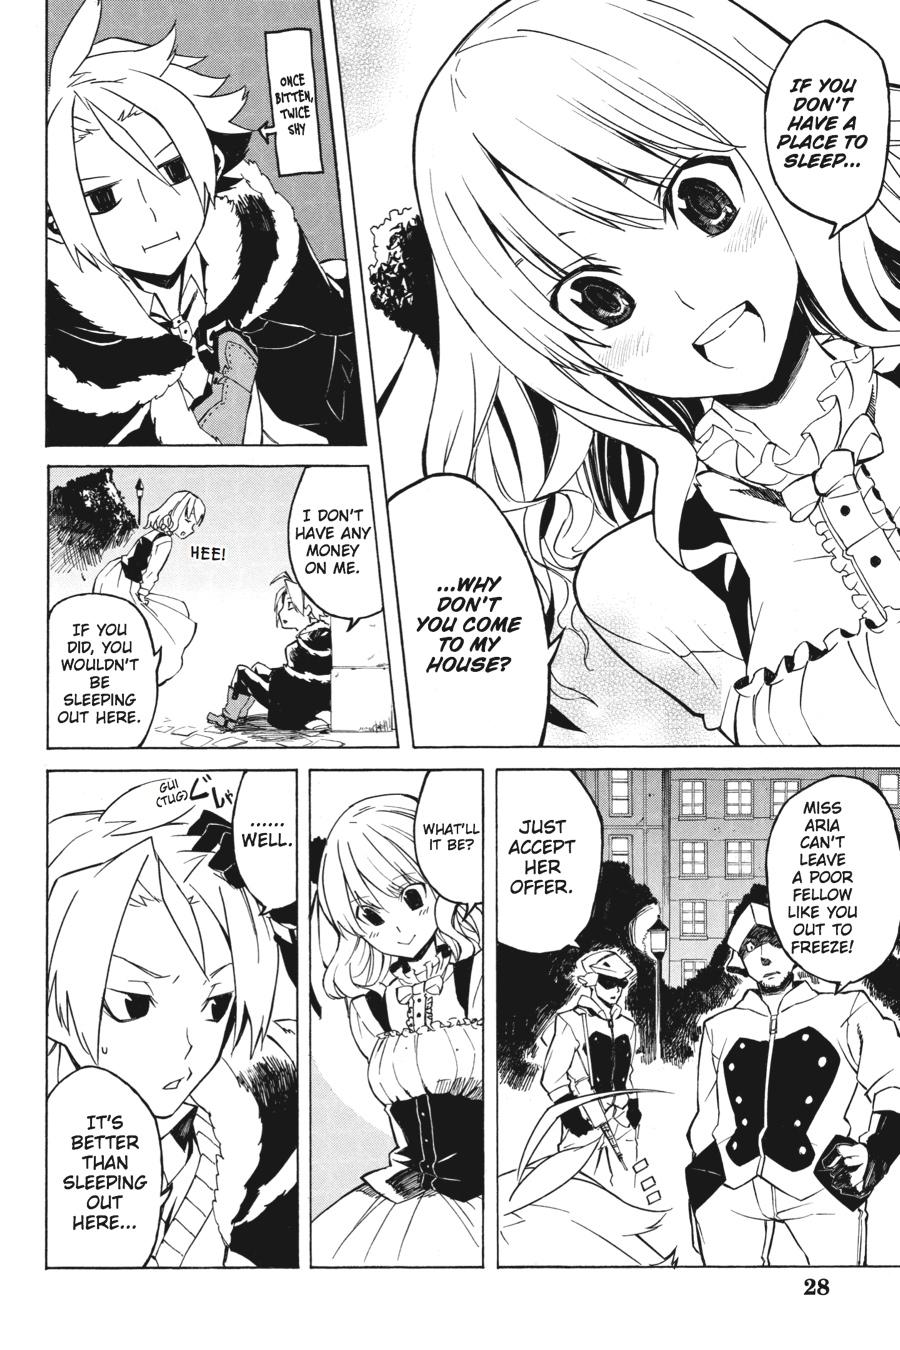 IF YOU
DON'T
HAVE A
PLACE TO
SLEEP...
...WHY
DON'T
YOU COME
TO MY
HOUSE?
ONCE
BITTEN,
TWICE
SHY
I DON'T
HAVE ANY
MONEY
ON ME.
HEE!
IF YOU
DID, YOU
WOULDN'T
BE
SLEEPING
OUT HERE.
MISS
ARIA
CAN'T
LEAVE
A POOR
FELLOW
LIKE YOU
OUT TO
FREEZE!
JUST
ACCEPT
HER
OFFER.
WHAT'LL
IT BE?
......
WELL.
GUI
(TUG)
ぐしゃ
IT'S
BETTER
THAN
SLEEPING
OUT
HERE...
28